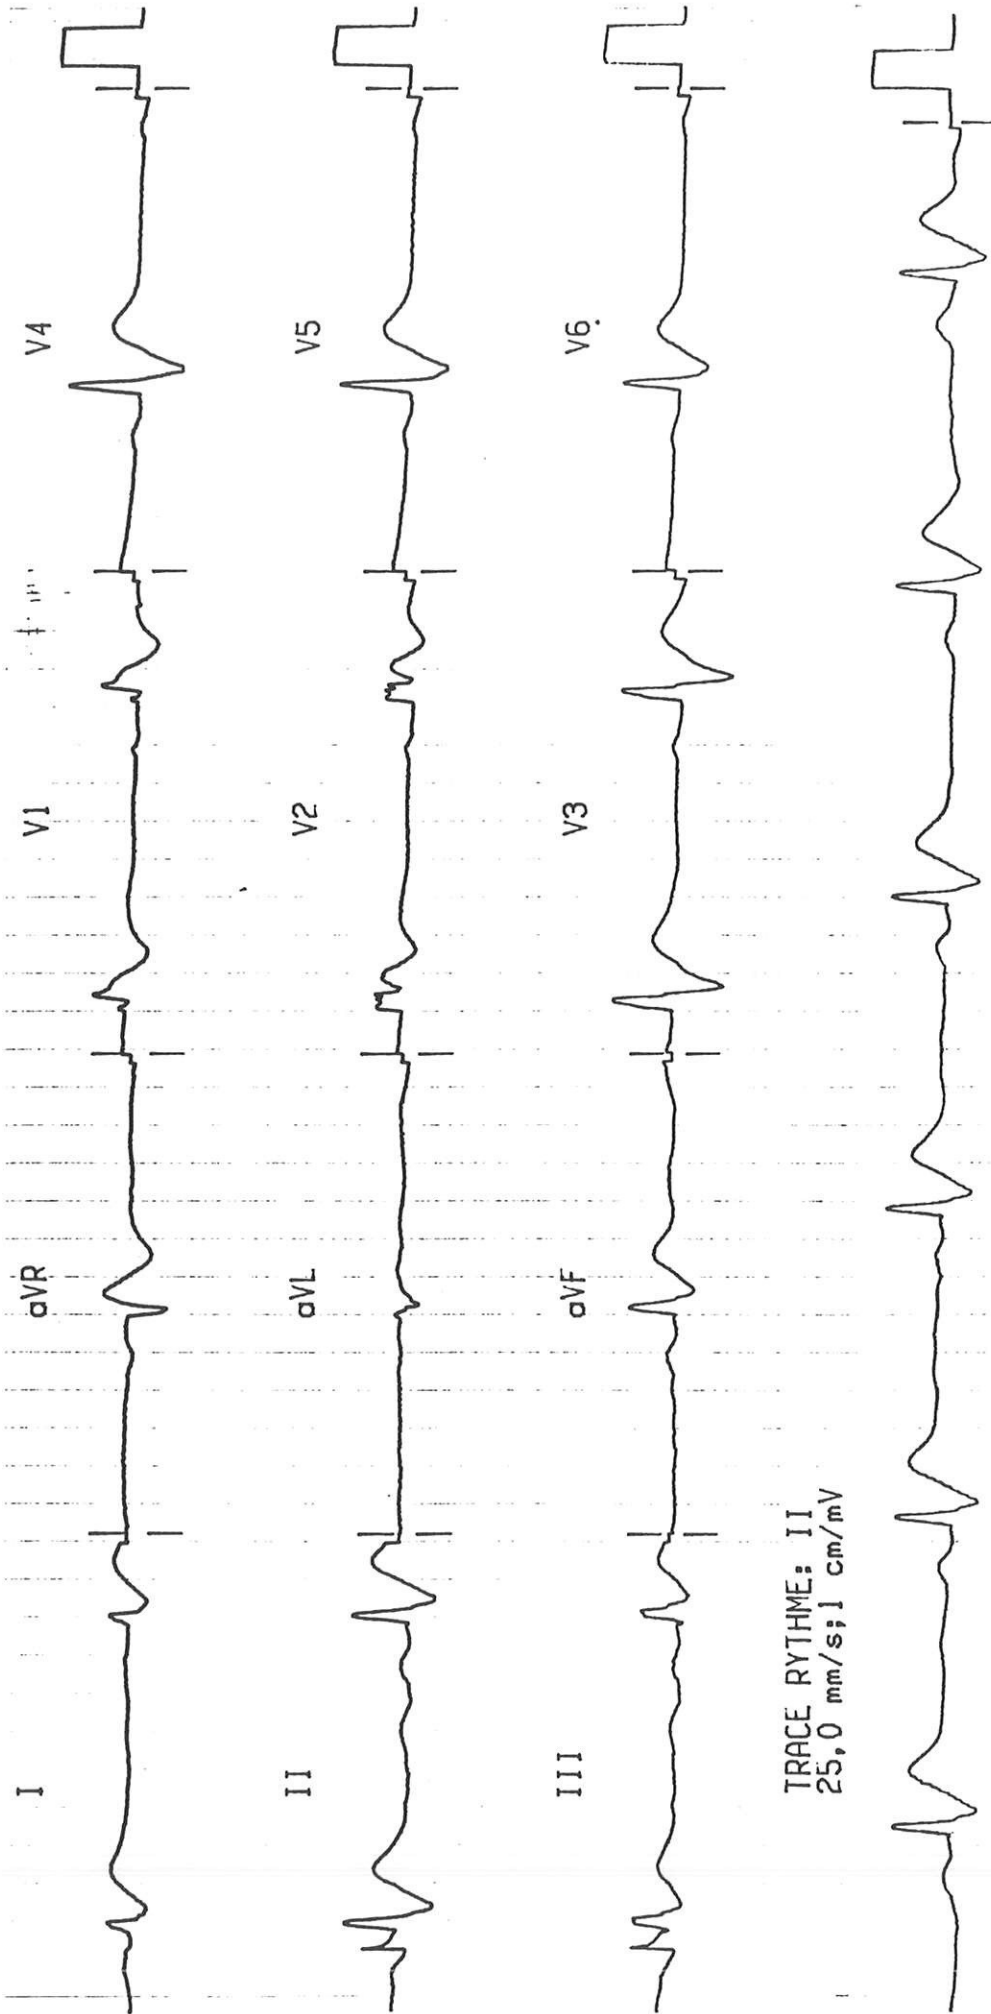 I
aVR
V1
V4
II
aVL
V2
V5
III
aVF
V3
V6.
TRACE RYTHME: II
25,0 mm/s;1 cm/mV